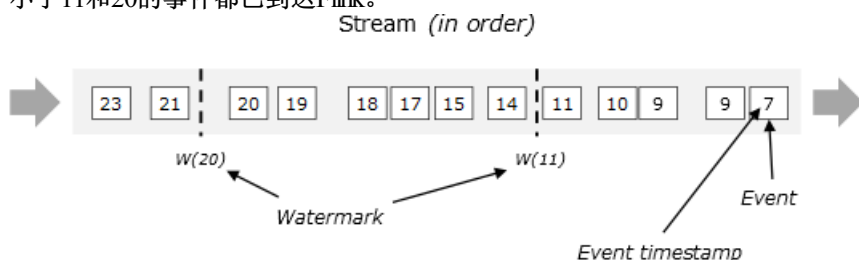 小于11和20的事件都已到达Flink。
Stream (in order)
23 21 20 19 18 17 15 14 11 10 9 9 7
W(20) W(11)
Watermark
Event
Event timestamp